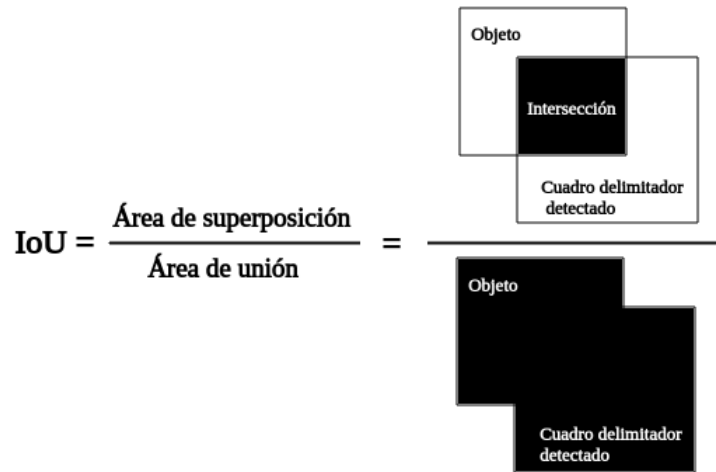 Objeto
Intersección
Cuadro delimitador
detectado
IoU =
Área de superposición
Área de unión
=
Objeto
Cuadro delimitador
detectado